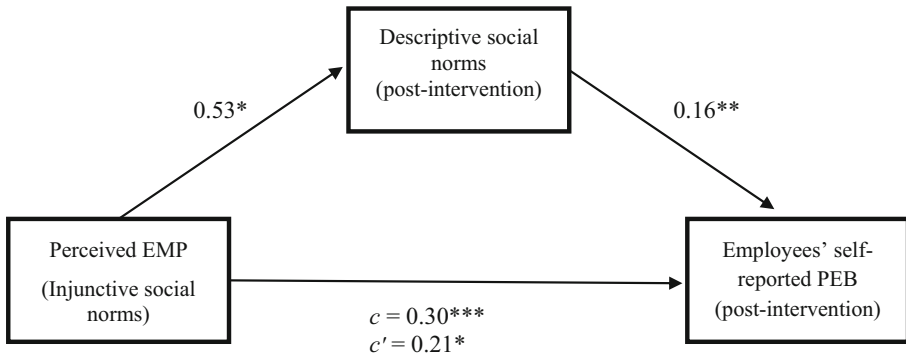 Descriptive social
norms
(post-intervention)
0.53*
0.16**
Perceived EMP
(Injunctive social
norms)
Employees’ self-
reported PEB
(post-intervention)
c = 0.30***
c' = 0.21*